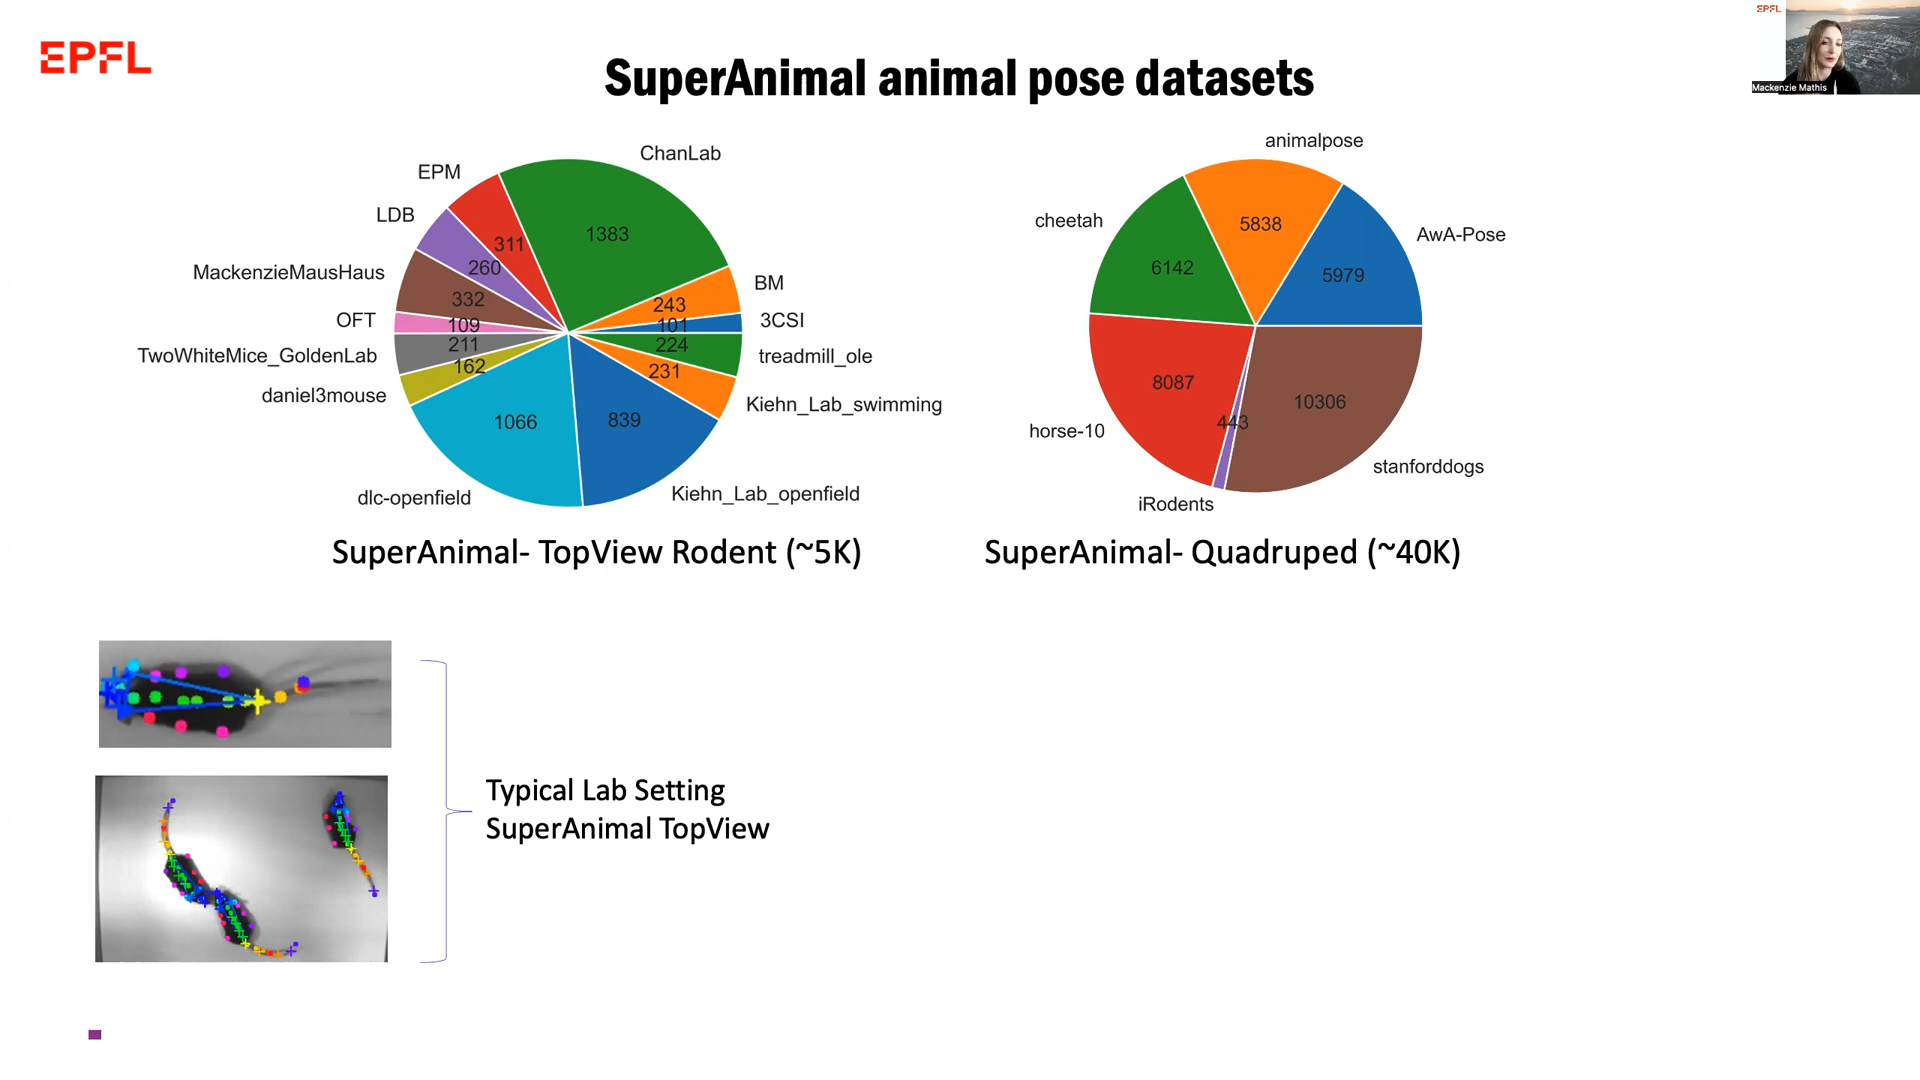 EPFL
SuperAnimal animal pose datasets
EPFL
Mackenzie Mathis
ChanLab
EPM
LDB
MackenzieMausHaus
OFT
TwoWhiteMice_GoldenLab
daniel3mouse
dlc-openfield
Kiehn_Lab_openfield
Kiehn_Lab_swimming
treadmill_ole
3CSI
BM
1383
311
260
332
109
211
162
1066
839
231
224
101
243
SuperAnimal- TopView Rodent (~5K)
animalpose
cheetah
AwA-Pose
horse-10
iRodents
stanforddogs
5838
6142
5979
8087
443
10306
SuperAnimal- Quadruped (~40K)
Typical Lab Setting
SuperAnimal TopView